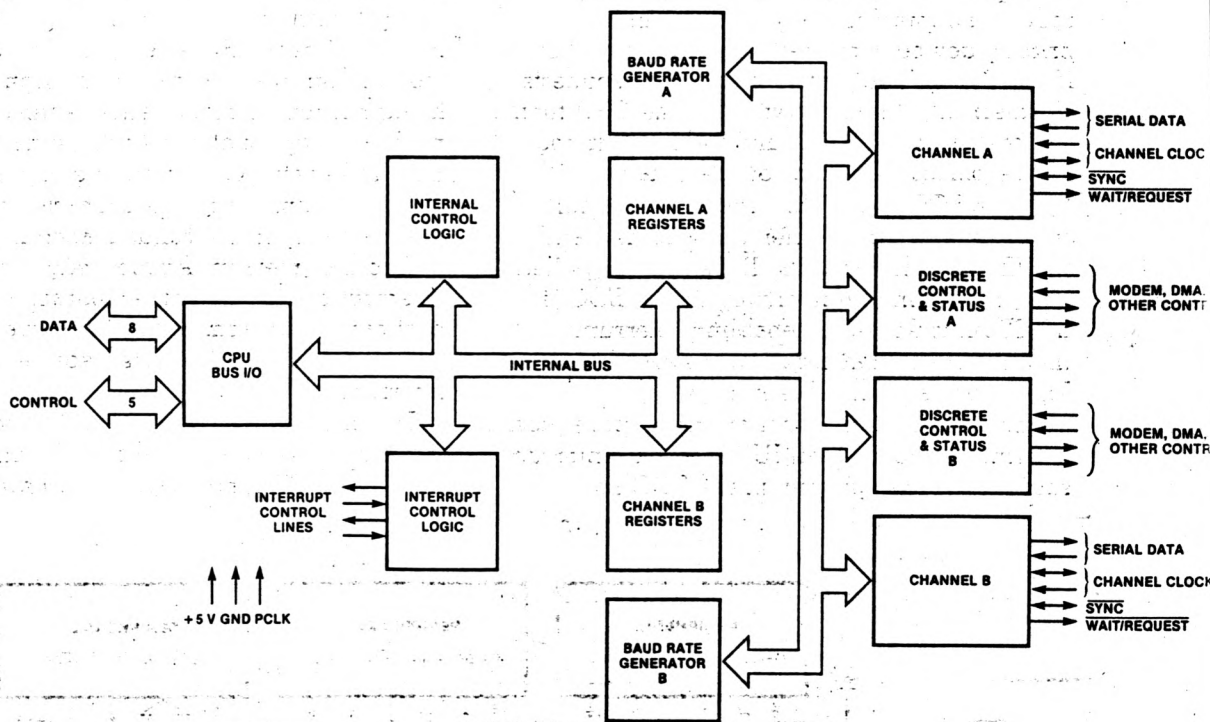 BAUD RATE
GENERATOR
A
CHANNEL A
SERIAL DATA
CHANNEL CLOC
SYNC
WAIT/REQUEST
INTERNAL
CONTROL
LOGIC
CHANNEL A
REGISTERS
DISCRETE
CONTROL
& STATUS
A
MODEM, DMA,
OTHER CONT
DATA
8
CPU
BUS I/O
INTERNAL BUS
CONTROL
5
DISCRETE
CONTROL
& STATUS
B
MODEM, DMA,
OTHER CONTR
INTERRUPT
CONTROL
LINES
INTERRUPT
CONTROL
LOGIC
CHANNEL B
REGISTERS
CHANNEL B
SERIAL DATA
CHANNEL CLOCK
SYNC
WAIT/REQUEST
+5 V GND PCLK
BAUD RATE
GENERATOR
B